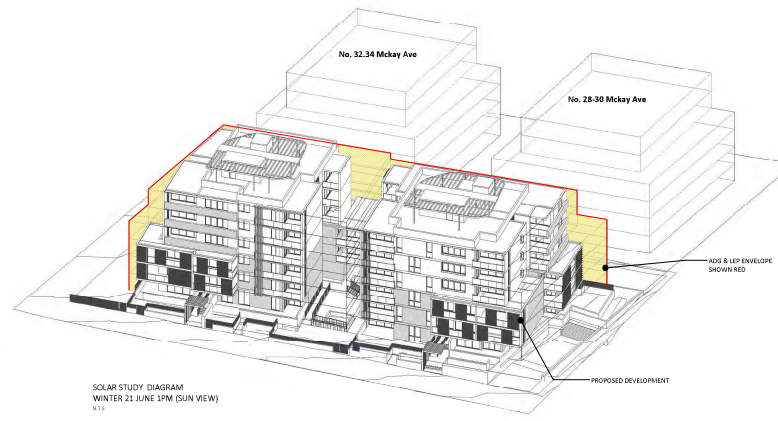 No. 32.34 Mckay Ave
No. 28-30 Mckay Ave
ADG & LEP ENVELOPE
SHOWN RED
PROPOSED DEVELOPMENT
SOLAR STUDY DIAGRAM
WINTER 21 JUNE 1PM (SUN VIEW)
N.T.S